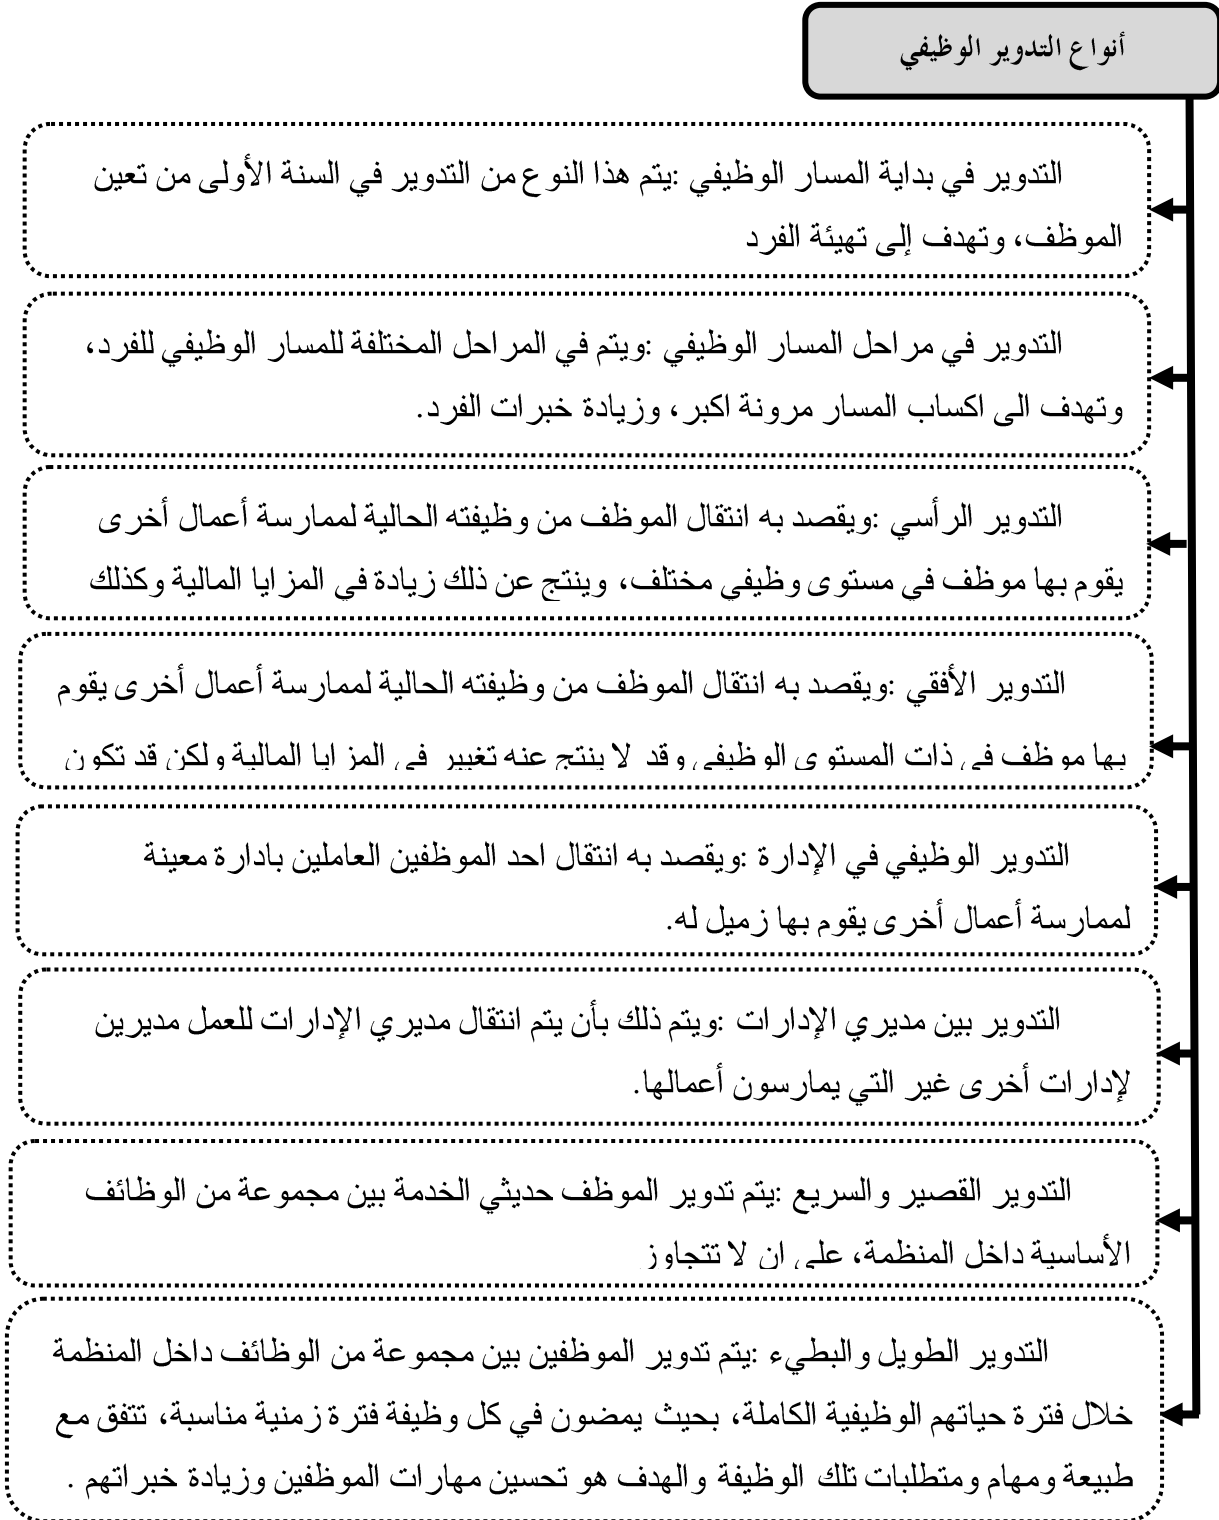 أنواع التدوير الوظيفي
التدوير في بداية المسار الوظيفي :يتم هذا النوع من التدوير في السنة الأولى من تعين
الموظف، وتهدف إلى تهيئة الفرد
التدوير في مراحل المسار الوظيفي :ويتم في المراحل المختلفة للمسار الوظيفي للفرد،
وتهدف الى اكساب المسار مرونة اكبر، وزيادة خبرات الفرد.
التدوير الرأسي :ويقصد به انتقال الموظف من وظيفته الحالية لممارسة أعمال أخرى
يقوم بها موظف في مستوى وظيفي مختلف، وينتج عن ذلك زيادة في المزايا المالية وكذلك
التدوير الأفقي :ويقصد به انتقال الموظف من وظيفته الحالية لممارسة أعمال أخرى يقوم
بها موظف في ذات المستوى الوظيفي وقد لا ينتج عنه تغيير في المزايا المالية ولكن قد تكون
التدوير الوظيفي في الإدارة :ويقصد به انتقال احد الموظفين العاملين بادارة معينة
لممارسة أعمال أخرى يقوم بها زميل له.
التدوير بين مديري الإدارات :ويتم ذلك بأن يتم انتقال مديري الإدارات للعمل مديرين
لإدارات أخرى غير التي يمارسون أعمالها.
التدوير القصير والسريع :يتم تدوير الموظف حديثي الخدمة بين مجموعة من الوظائف
الأساسية داخل المنظمة، على ان لا تتجاوز
التدوير الطويل والبطيء :يتم تدوير الموظفين بين مجموعة من الوظائف داخل المنظمة
خلال فترة حياتهم الوظيفية الكاملة، بحيث يمضون في كل وظيفة فترة زمنية مناسبة، تتفق مع
طبيعة ومهام ومتطلبات تلك الوظيفة والهدف هو تحسين مهارات الموظفين وزيادة خبراتهم .